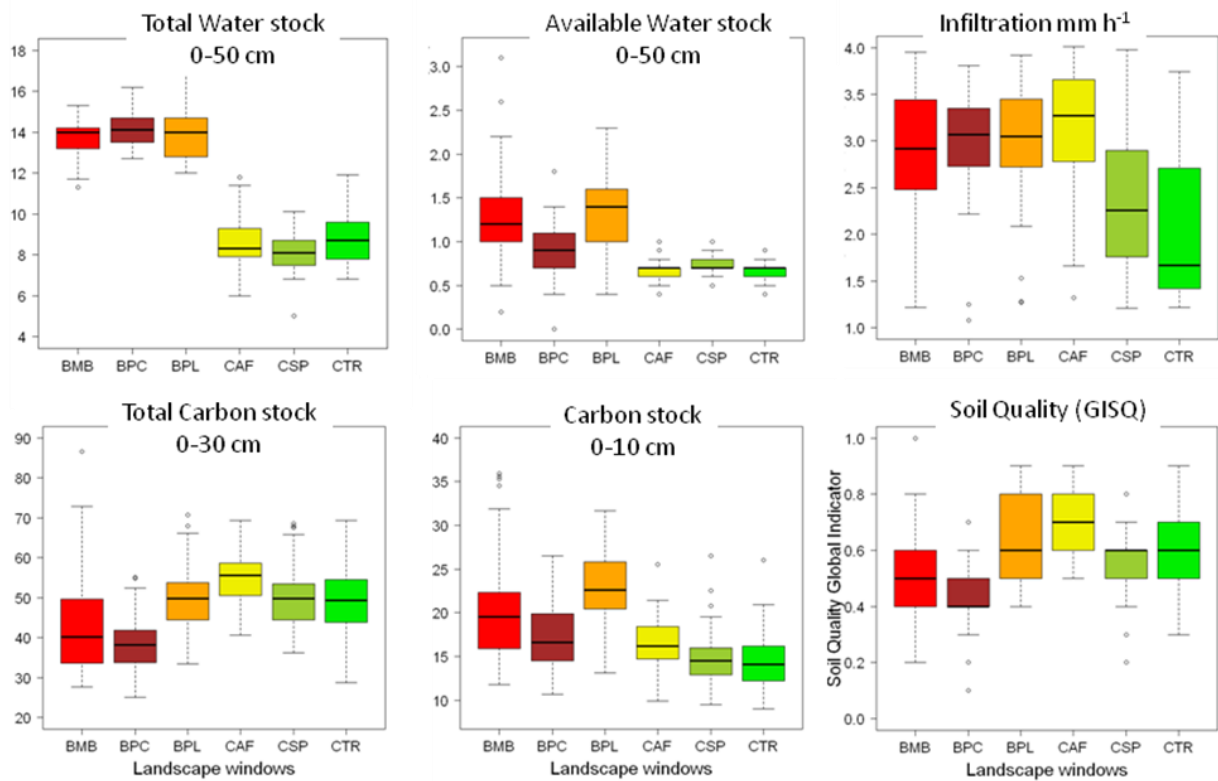 Total Water stock
0-50 cm
18
16
14
12
10
8
6
4
BMB BPC BPL CAF CSP CTR
Available Water stock
0-50 cm
3.0
2.5
2.0
1.5
1.0
0.5
0.0
BMB BPC BPL CAF CSP CTR
Infiltration mm h-1
4.0
3.5
3.0
2.5
2.0
1.5
1.0
BMB BPC BPL CAF CSP CTR
Total Carbon stock
0-30 cm
90
80
70
60
50
40
30
20
BMB BPC BPL CAF CSP CTR
Landscape windows
Carbon stock
0-10 cm
40
35
30
25
20
15
10
BMB BPC BPL CAF CSP CTR
Landscape windows
Soil Quality (GISQ)
Soil Quality Global Indicator
1.0
0.8
0.6
0.4
0.2
0.0
BMB BPC BPL CAF CSP CTR
Landscape windows